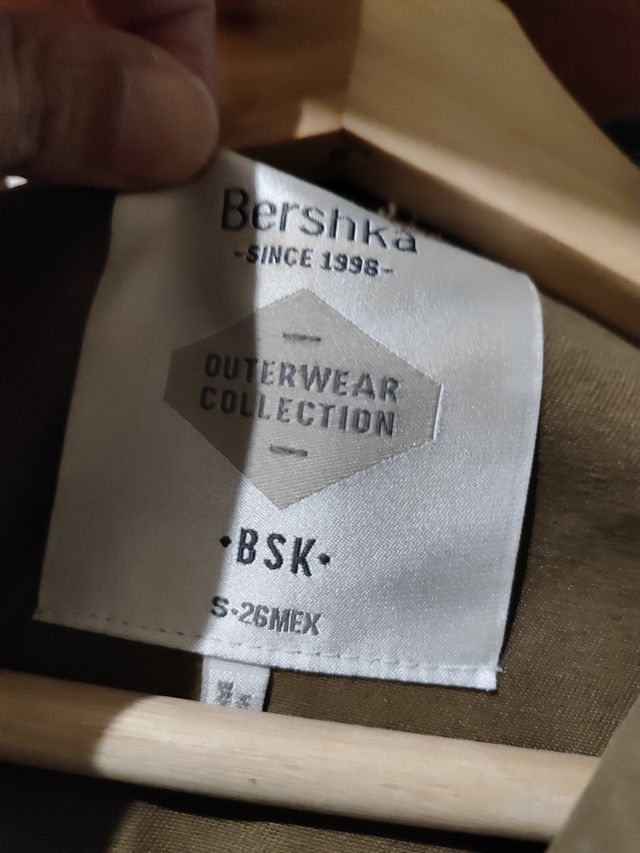 Bershka
-SINCE 1998-
OUTERWEAR
COLLECTION
•BSK•
S•26MEX